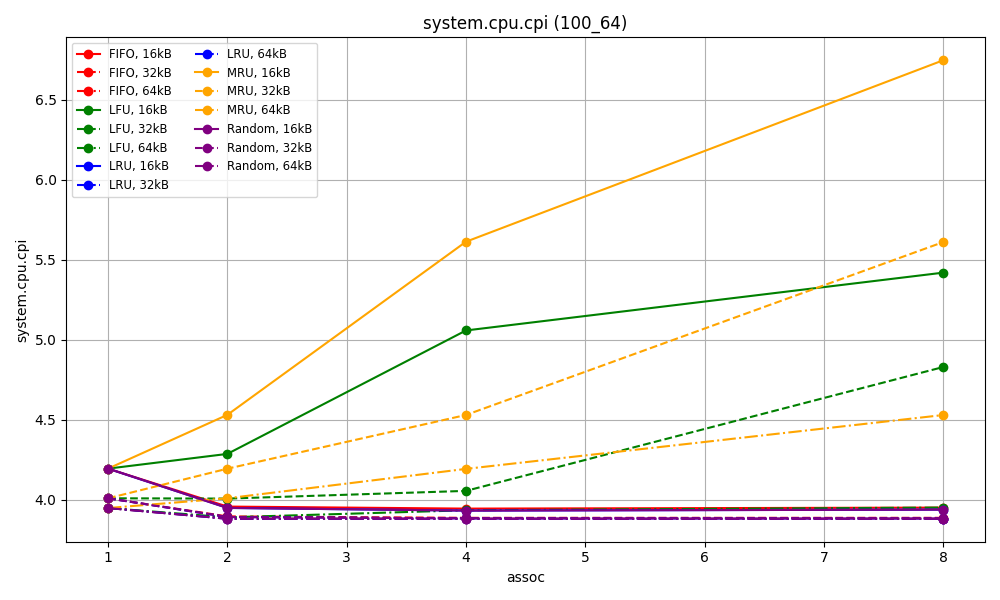 system.cpu.cpi (100_64)
FIFO, 16kB
FIFO, 32kB
FIFO, 64kB
LFU, 16kB
LFU, 32kB
LFU, 64kB
LRU, 16kB
LRU, 32kB
LRU, 64kB
MRU, 16kB
MRU, 32kB
MRU, 64kB
Random, 16kB
Random, 32kB
Random, 64kB
system.cpu.cpi
6.5
6.0
5.5
5.0
4.5
4.0
1 2 3 4 5 6 7 8
assoc